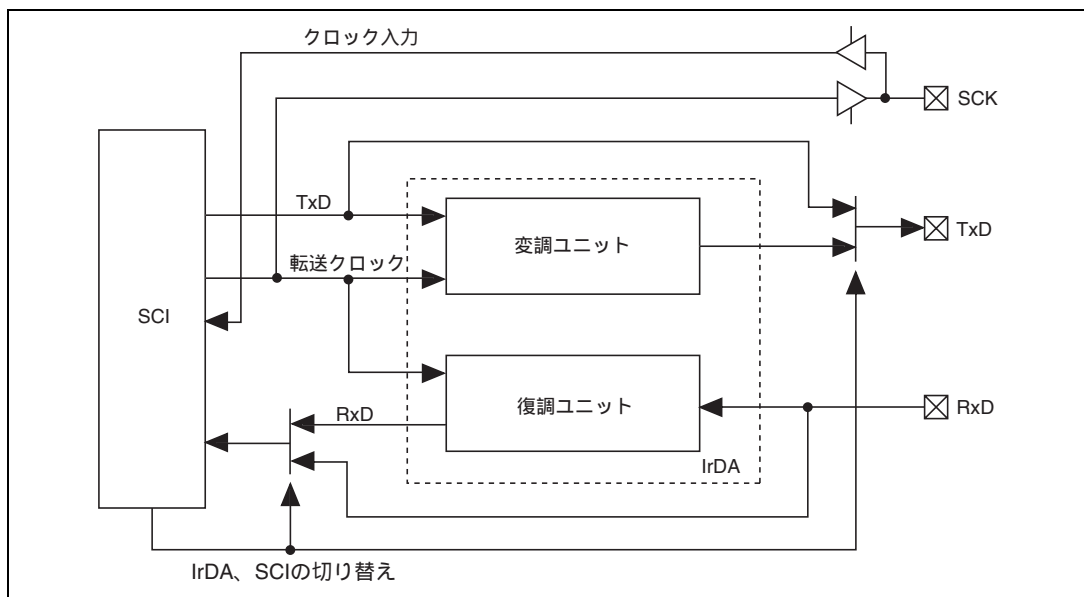 クロック入力
SCK
TxD
TxD
変調ユニット
転送クロック
SCI
復調ユニット
RxD
RxD
IrDA
IrDA、SCIの切り替え